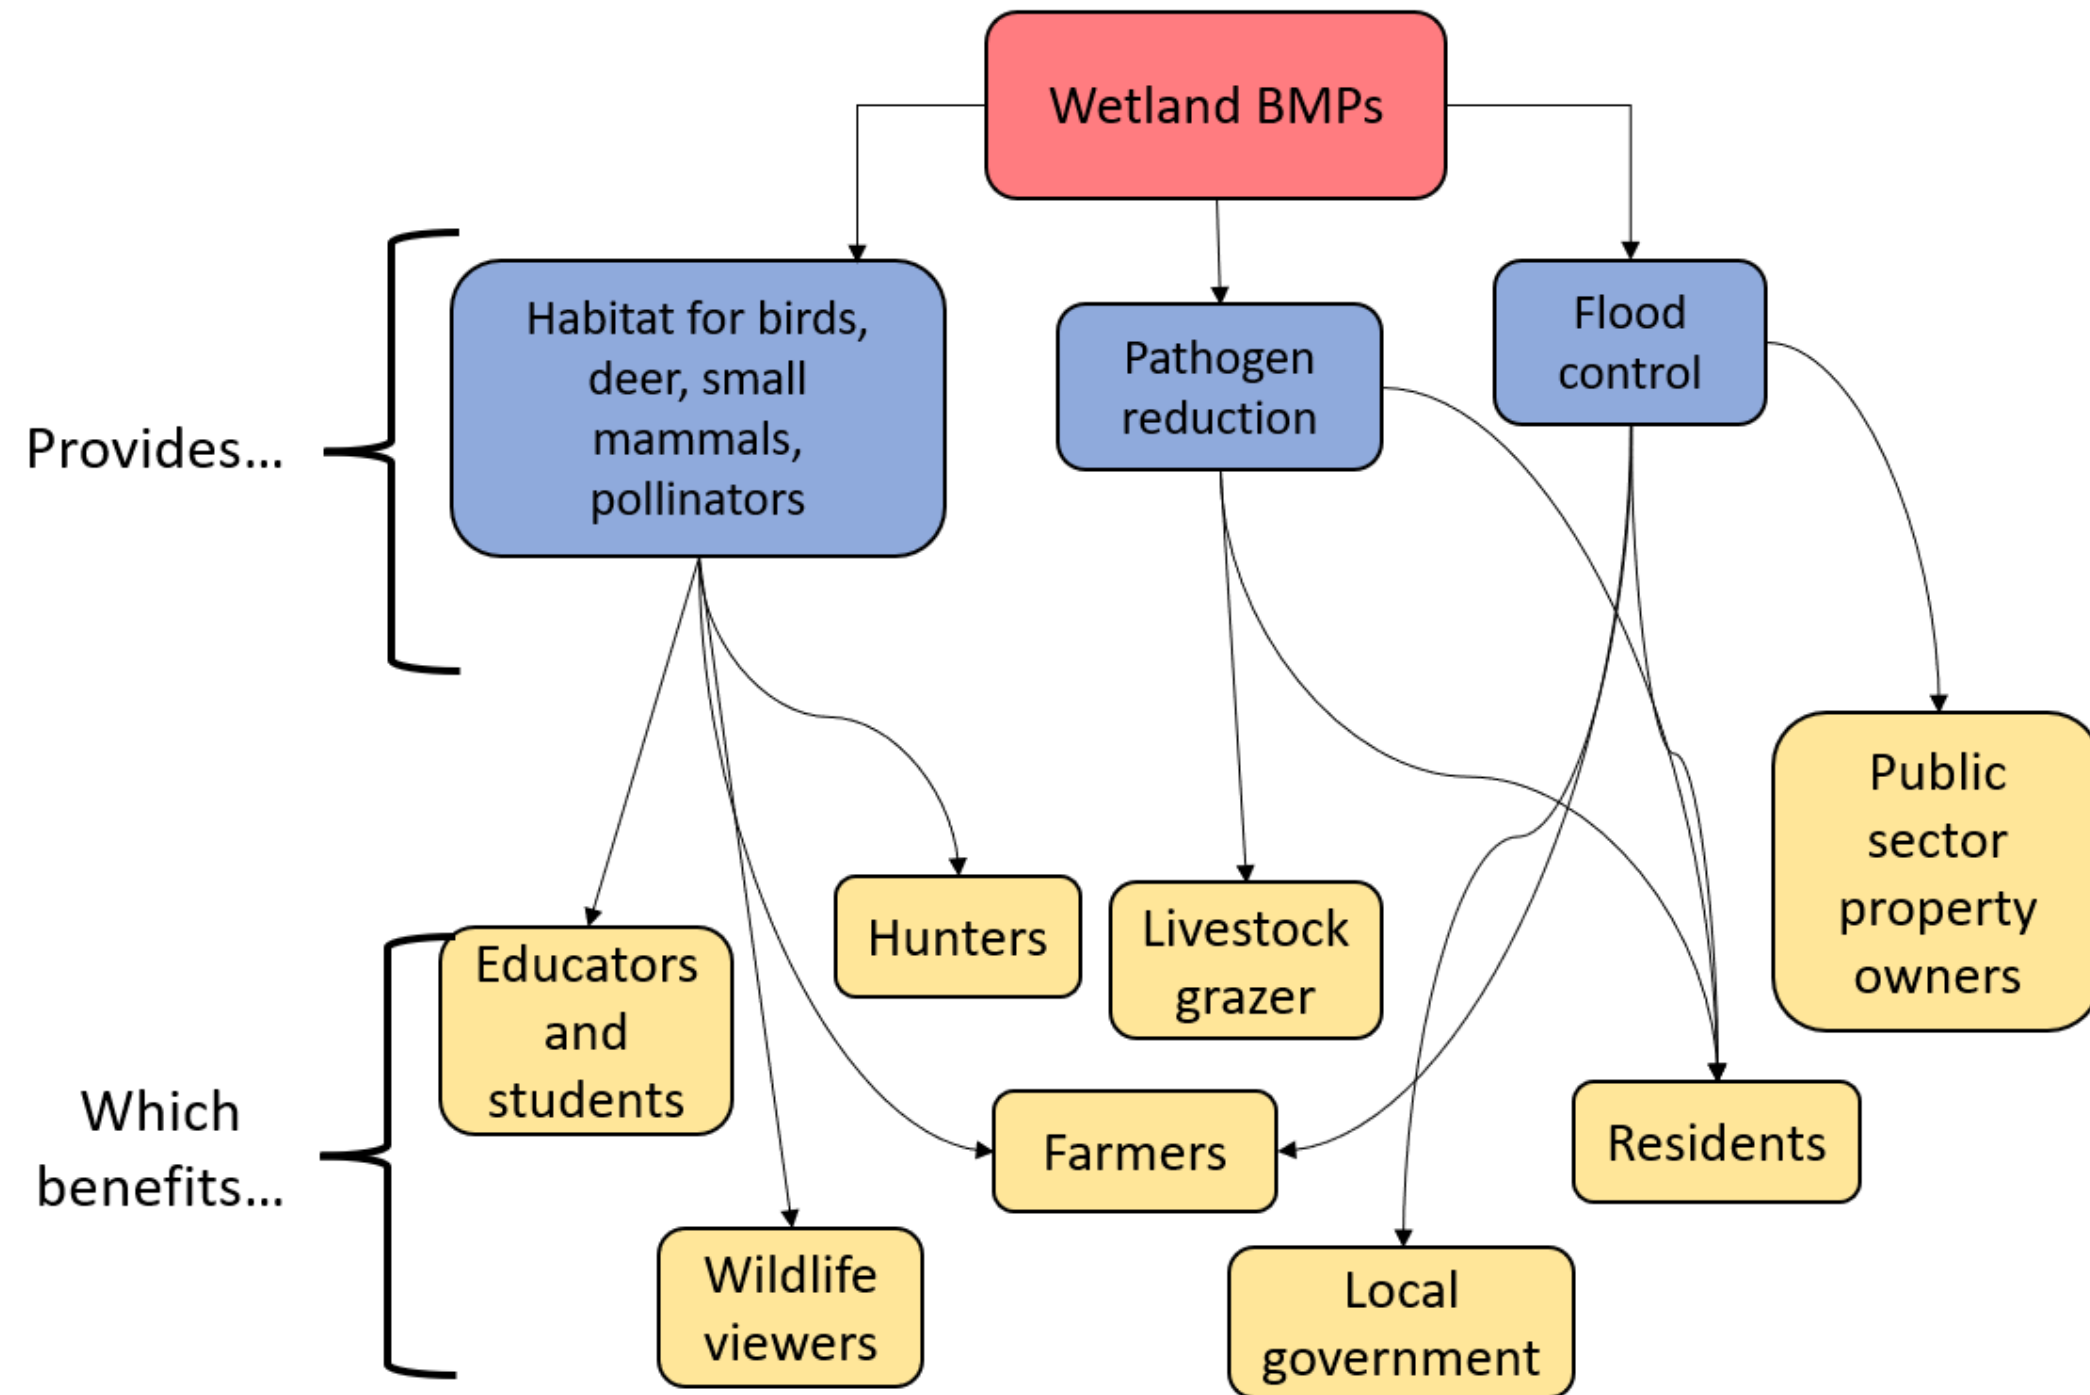 Wetland BMPs
Provides...
Habitat for birds,
deer, small
mammals,
pollinators
Pathogen
reduction
Flood
control
Which
benefits...
Educators
and
students
Wildlife
viewers
Hunters
Farmers
Livestock
grazer
Local
government
Residents
Public
sector
property
owners